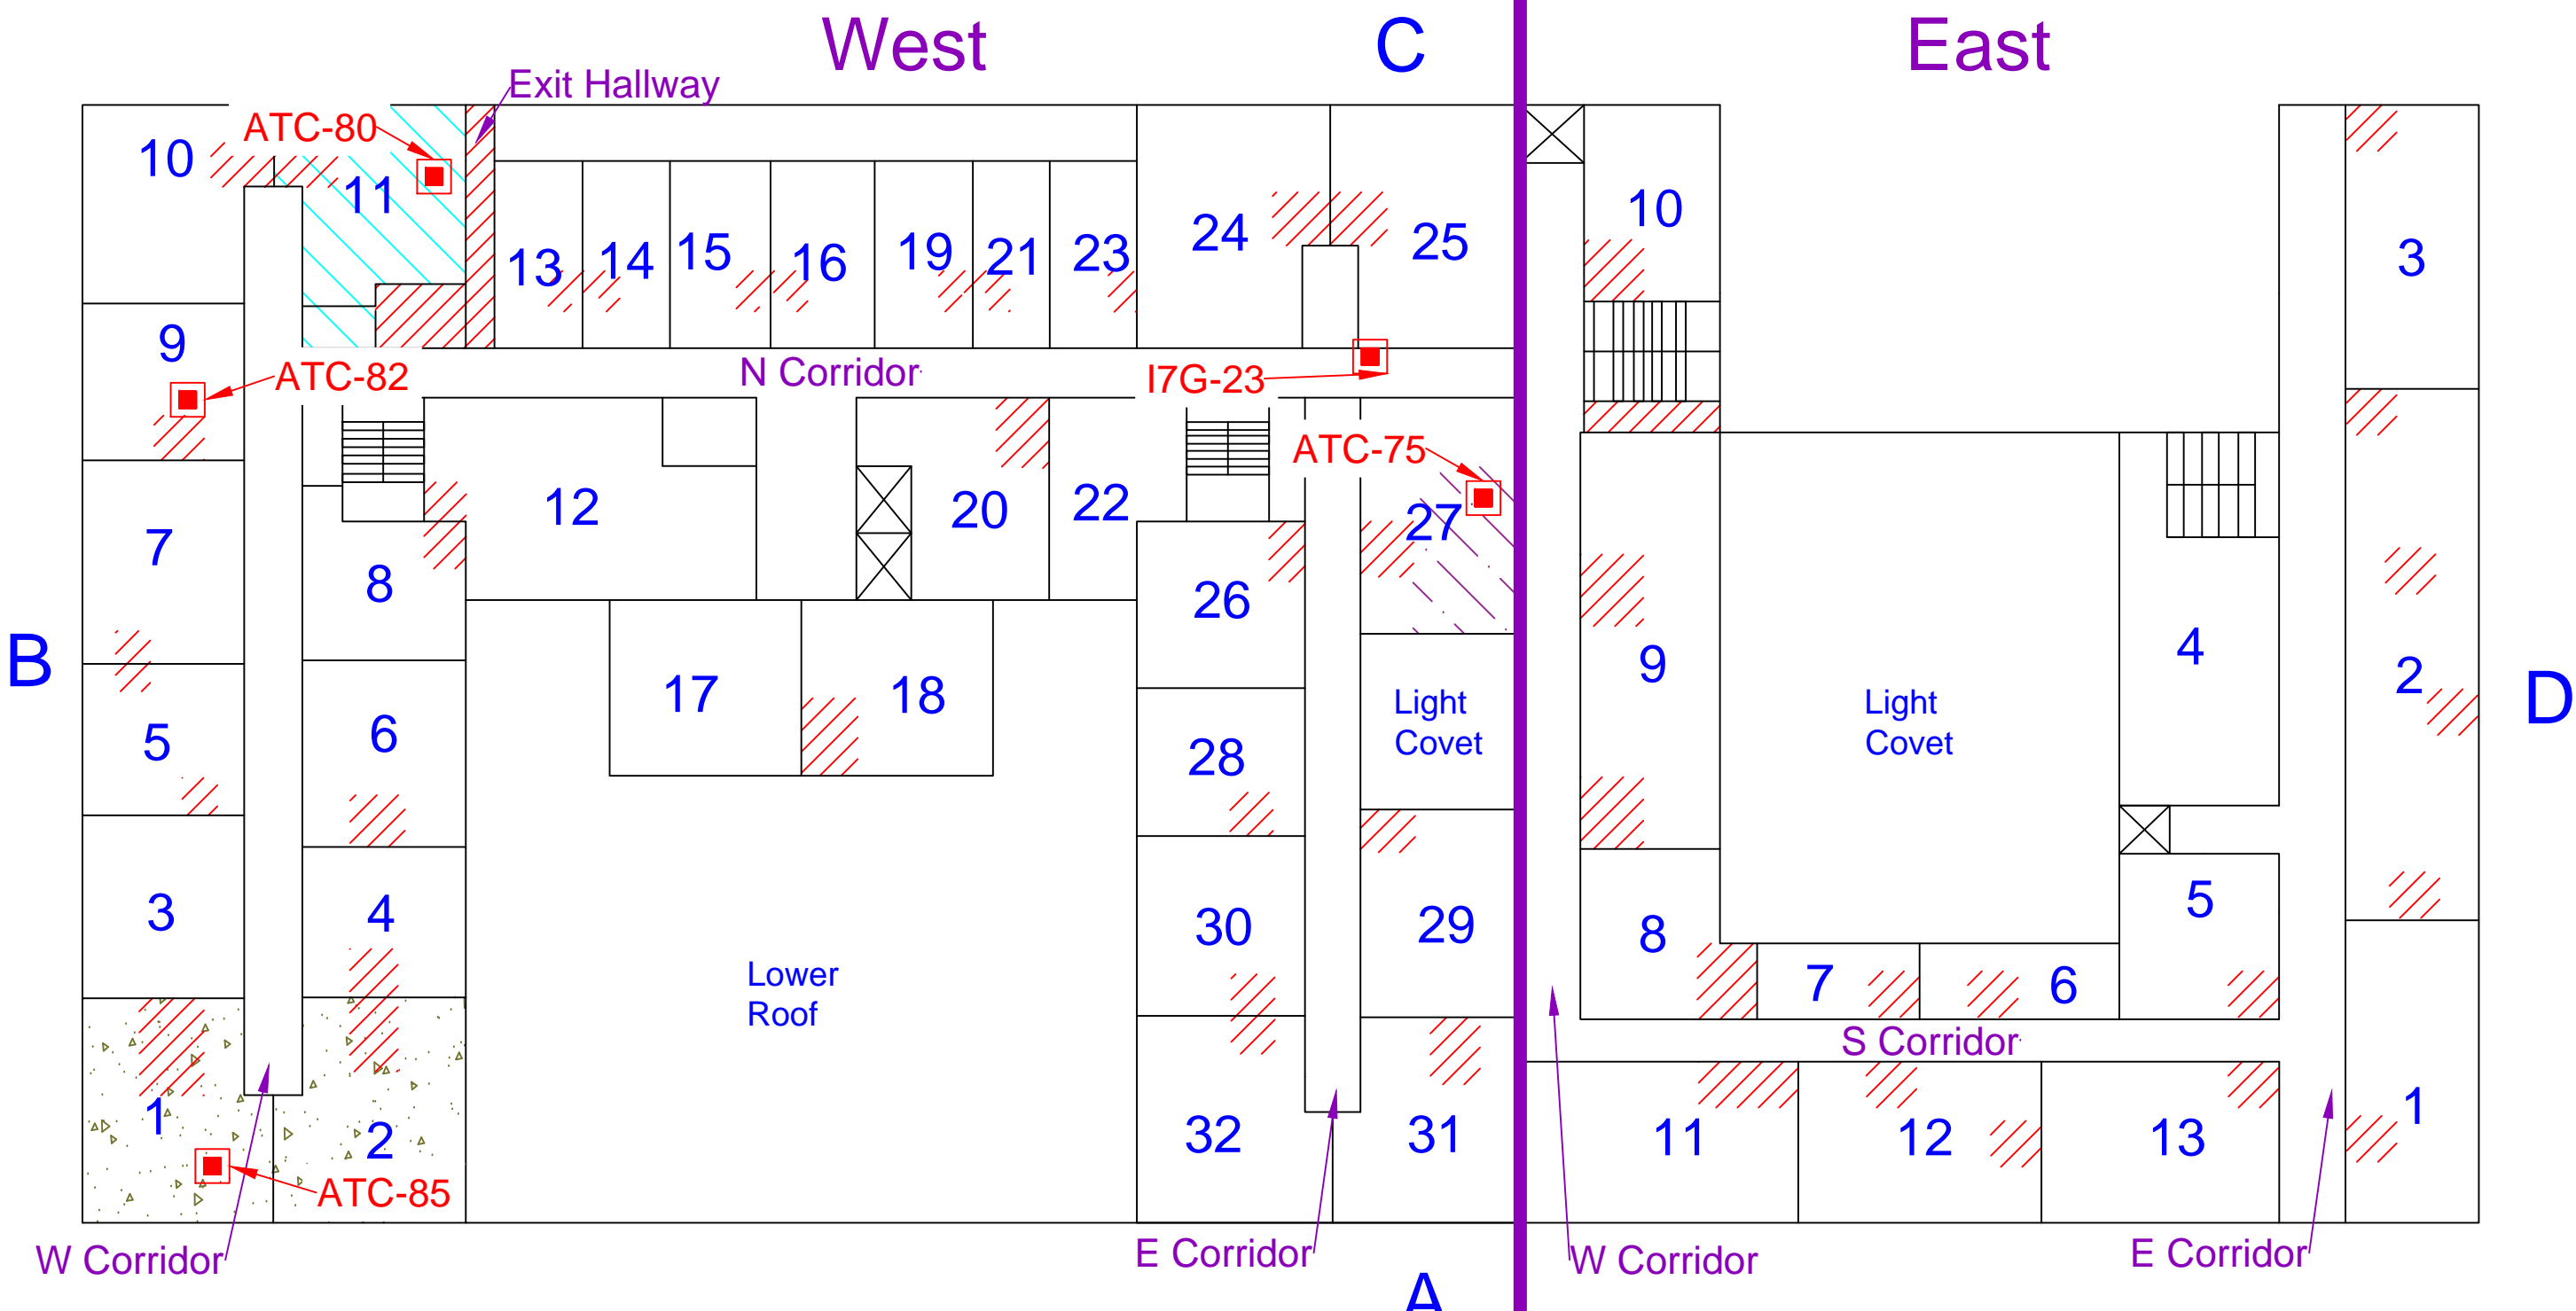 West
C
East
Exit Hallway
ATC-80
10
11
13
14
15
16
19
21
23
24
25
10
3
9
ATC-82
N Corridor
I7G-23
ATC-75
7
8
12
20
22
26
27
9
4
2
B
D
5
6
17
18
28
Light
Covet
Light
Covet
3
4
30
29
8
7
6
5
Lower
Roof
S Corridor
1
2
ATC-85
32
31
11
12
13
1
W Corridor
E Corridor
W Corridor
E Corridor
A